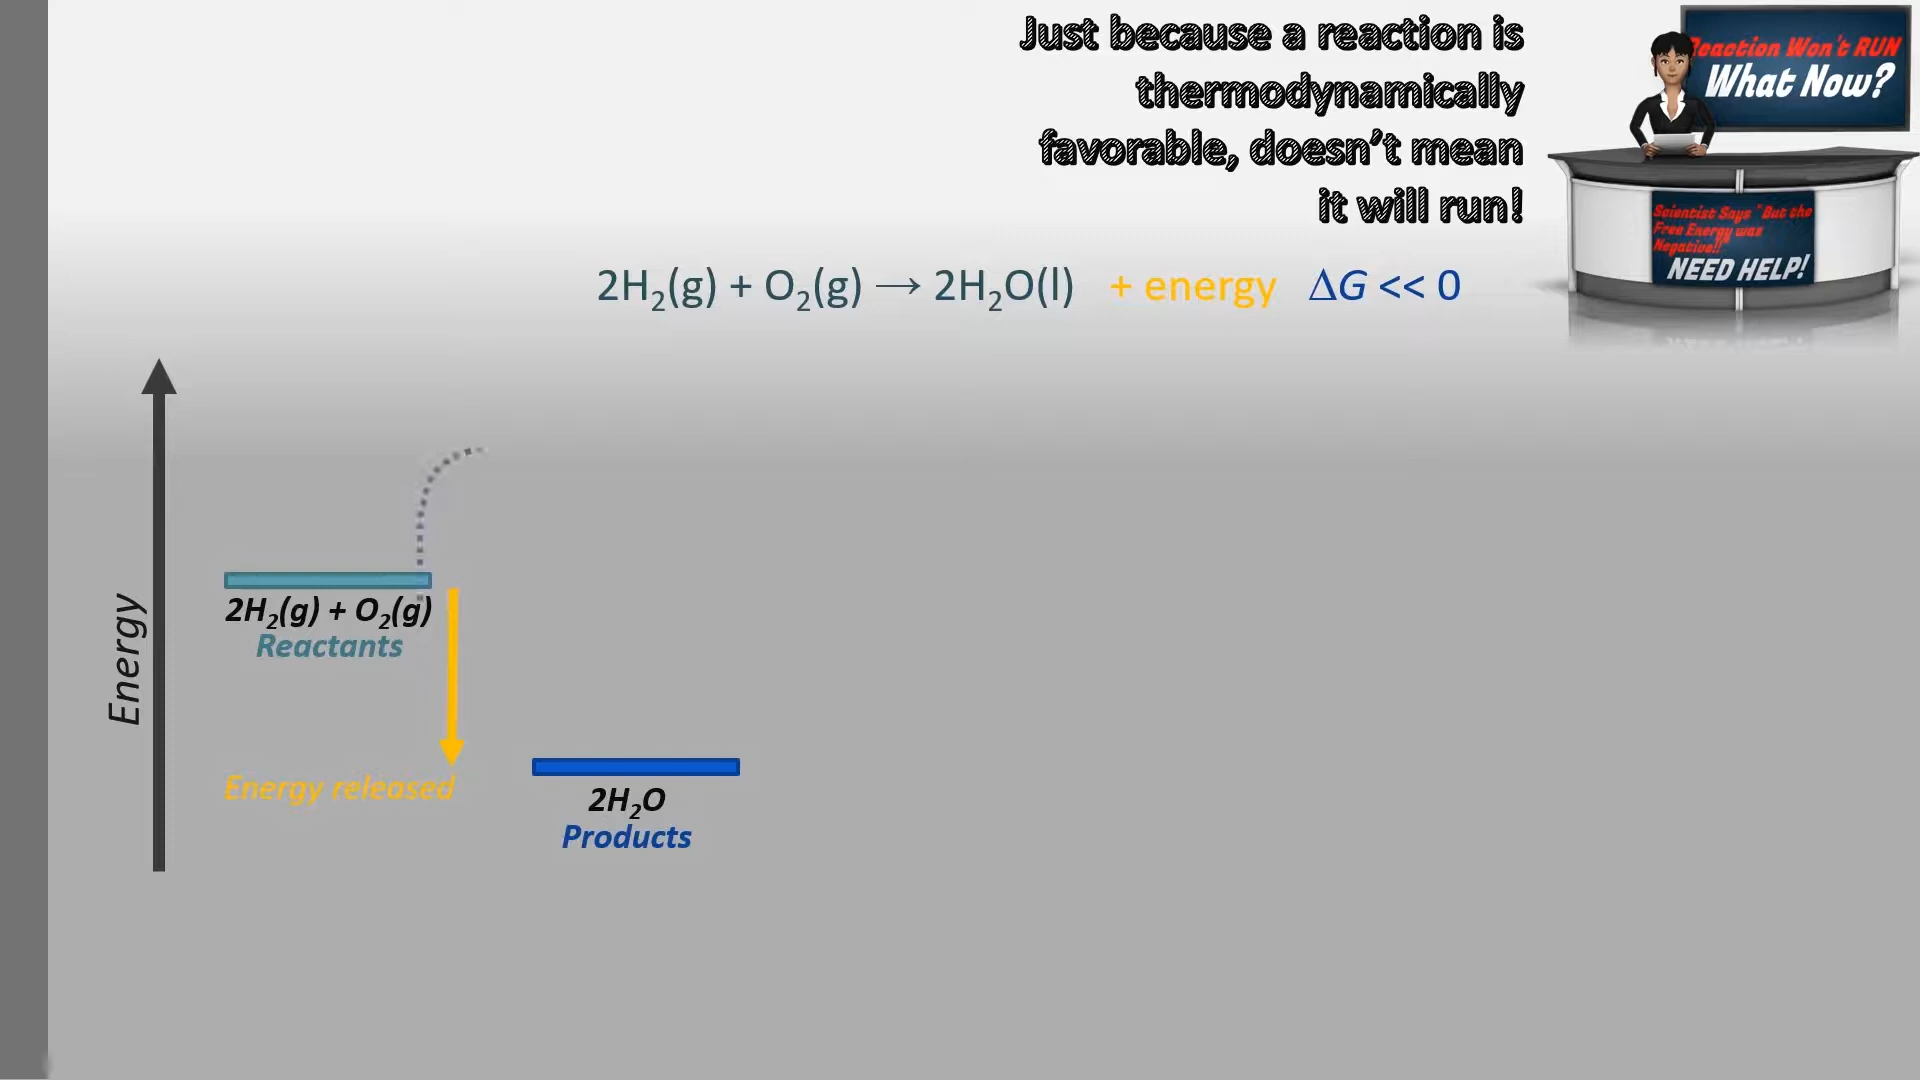 Just because a reaction is
thermodynamically
favorable, doesn’t mean
it will run!
Reaction Won't RUN
What Now?
Scientist Says "But the
Free Energy was
Negative!!"
NEED HELP!
2H₂(g) + O₂(g) → 2H₂O(l) + energy ΔG << 0
Energy
2H₂(g) + O₂(g)
Reactants
Energy released
2H₂O
Products